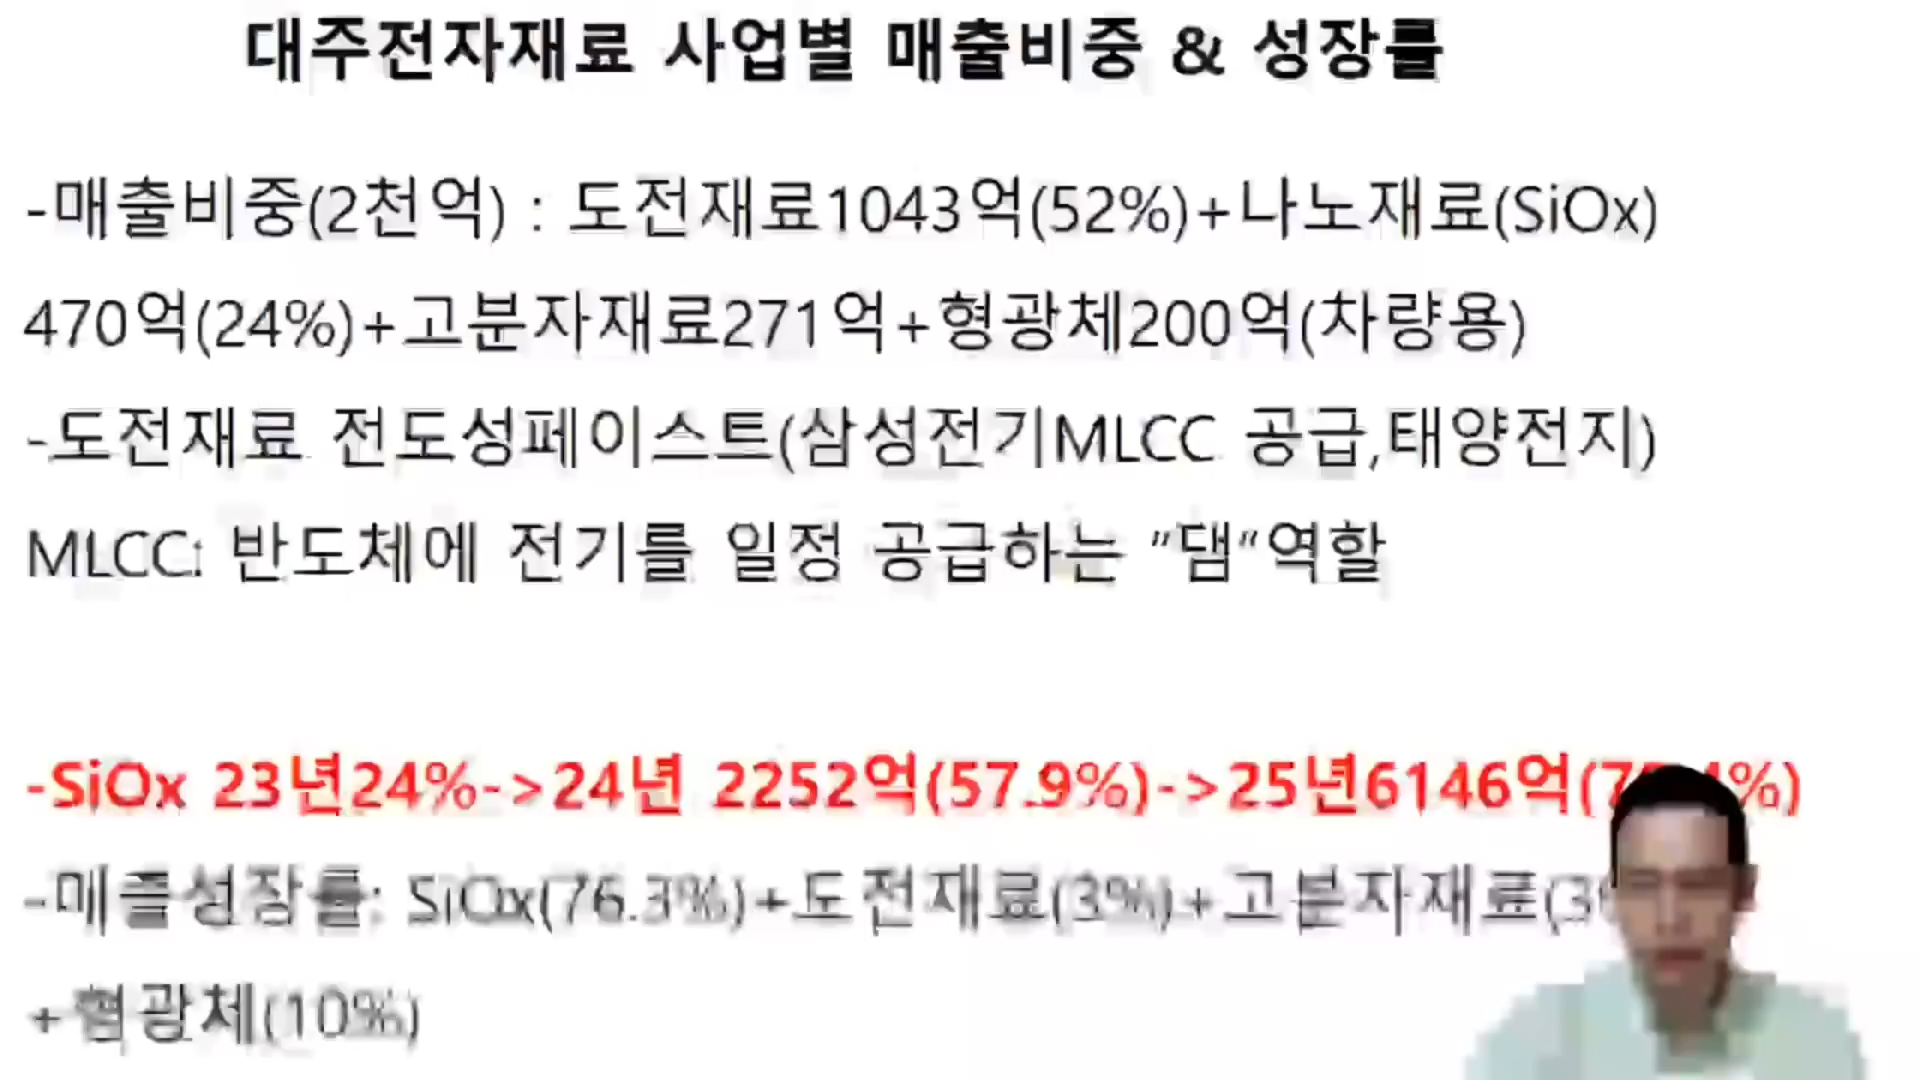 대주전자재료 사업별 매출비중 & 성장률
-매출비중(2천억) : 도전재료1043억(52%)+나노재료(SiOx)
470억(24%)+고분자재료271억+형광체200억(차량용)
-도전재료 전도성페이스트(삼성전기MLCC 공급,태양전지)
MLCC: 반도체에 전기를 일정 공급하는 "댐"역할
-SiOx 23년24%->24년 2252억(57.9%)->25년6146억(
-매출성장률: SiOx(76.3%)+도전재료(3%)+고분자재료(3
+형광체(10%)